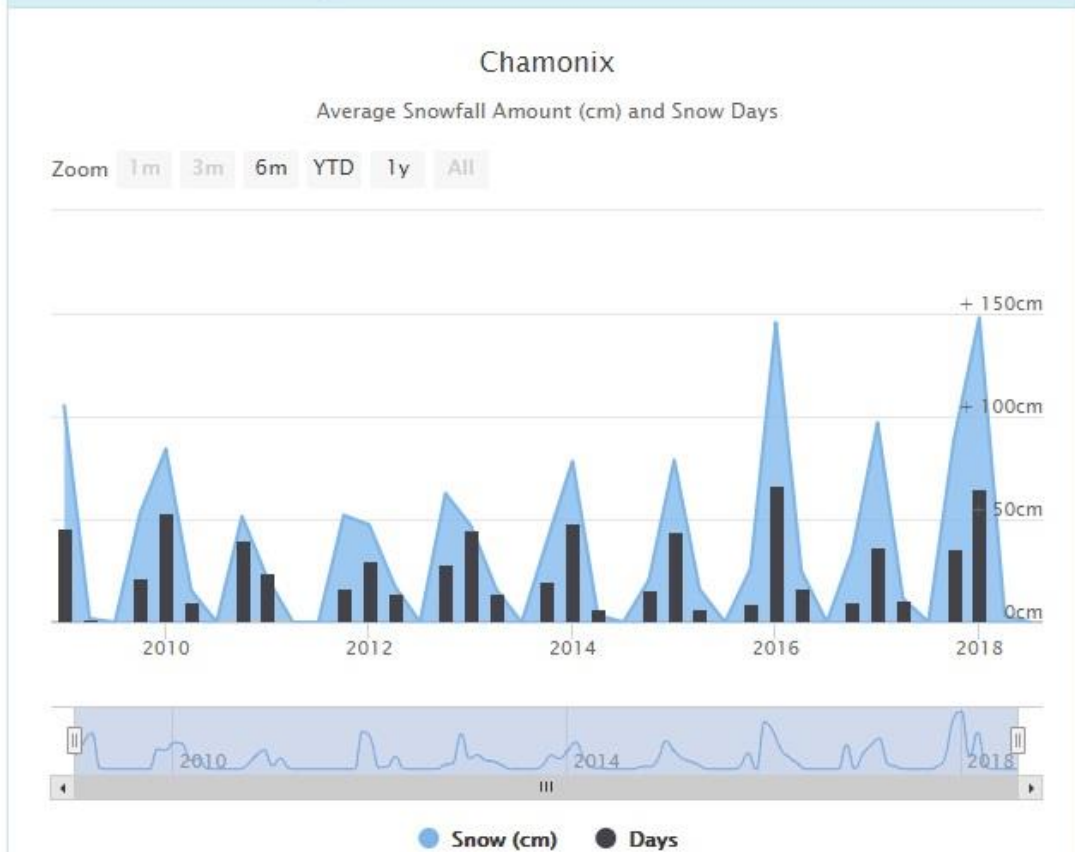 Chamonix
Average Snowfall Amount (cm) and Snow Days
Zoom 1m 3m 6m YTD 1y All
+ 150cm
+ 100cm
+ 50cm
0cm
2010 2012 2014 2016 2018
2010 2014 2018
Snow (cm) Days